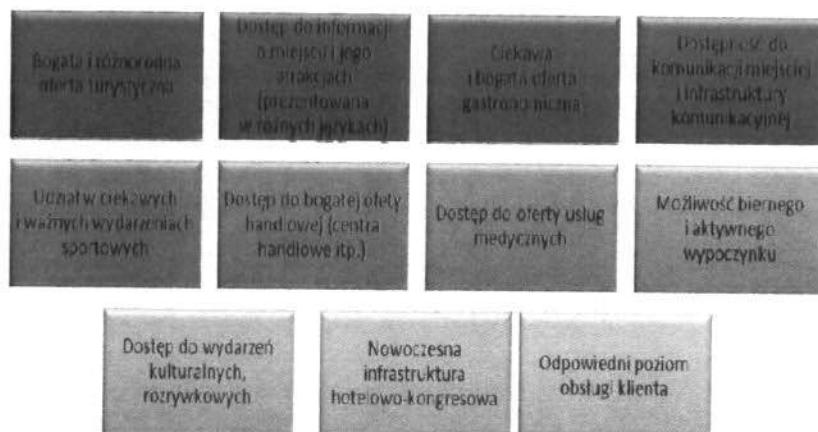 Bogata i różnorodna
oferta turystyczna
Dostęp do informacji
o miejscu i jego
atrakcjach
(prezentowana
w różnych językach)
Ciekawa
i bogata oferta
gastronomiczna
Dostępność do
komunikacji miejsciej
i infrastruktury
komunikacyjnej
Udział w ciekawych
i ważnych wydarzeniach
sportowych
Dostęp do bogatej ofety
handlowej (centra
handlowe itp.)
Dostęp do oferty usług
medycznych
Możliwość biernego
i aktywnego
wypoczynku
Dostęp do wydarzeń
kulturalnych,
rozrywkowych
Nowoczesna
infrastruktura
hotelowo-kongresowa
Odpowiedni poziom
obsługi klienta